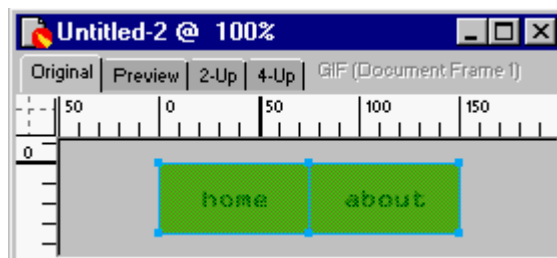 Untitled-2 @ 100%
Original Preview 2-Up 4-Up GIF (Document Frame 1)
50 0 50 100 150
0
home about